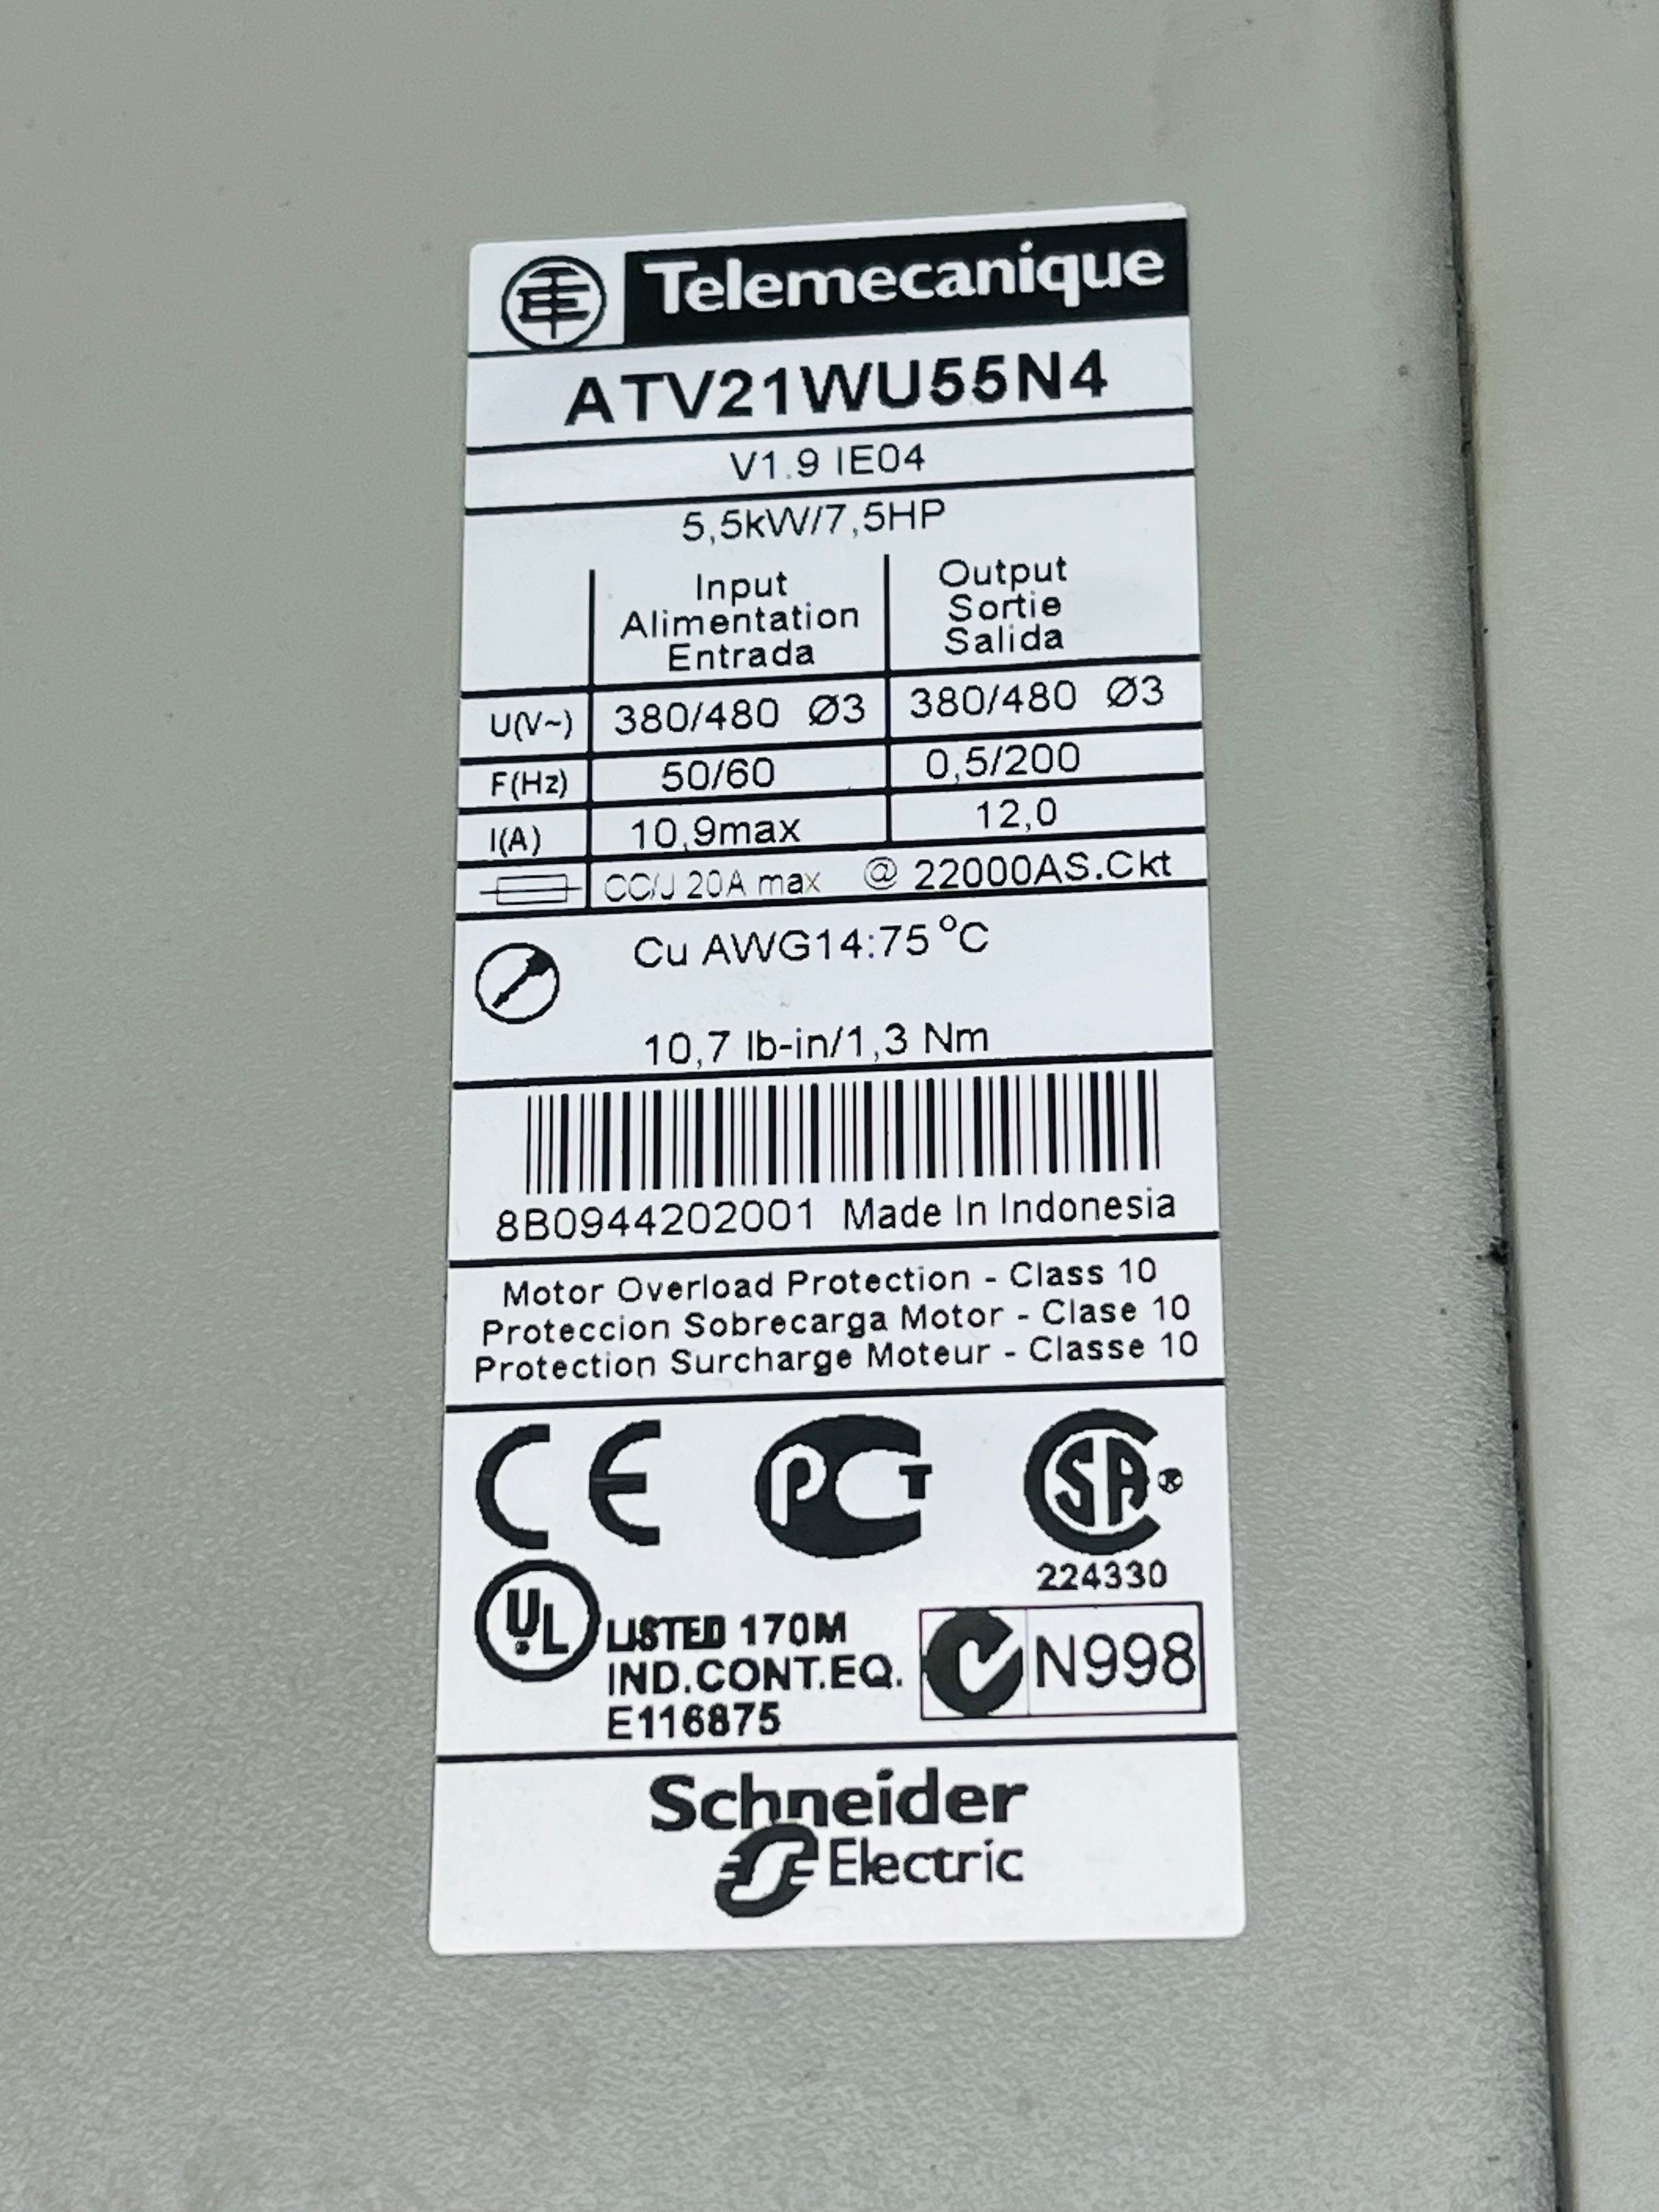 Telemecanique
ATV21WU55N4
V1.9 IE04
5,5kW/7,5HP
Input Output
Alimentation Sortie
Entrada Salida
U(V~) 380/480 Ø3 380/480 Ø3
F(Hz) 50/60 0,5/200
I(A) 10,9max 12,0
CC/J 20A max @ 22000AS.Ckt
Cu AWG14:75°C
10,7 lb-in/1,3 Nm
8B0944202001 Made In Indonesia
Motor Overload Protection - Class 10
Proteccion Sobrecarga Motor - Clase 10
Protection Surcharge Moteur - Classe 10
CE PCT SA®
224330
UL LISTED 170M
IND.CONT.EQ. N998
E116875
Schneider
Electric